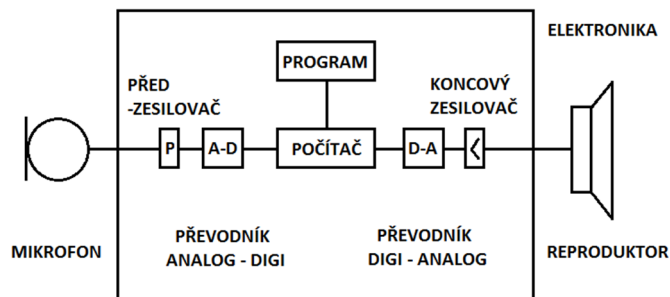 ELEKTRONIKA
PROGRAM
PŘED
-ZESILOVAČ
KONCOVÝ
ZESILOVAČ
P
A-D
POČÍTAČ
D-A
MIKROFON
PŘEVODNÍK
ANALOG - DIGI
PŘEVODNÍK
DIGI - ANALOG
REPRODUKTOR